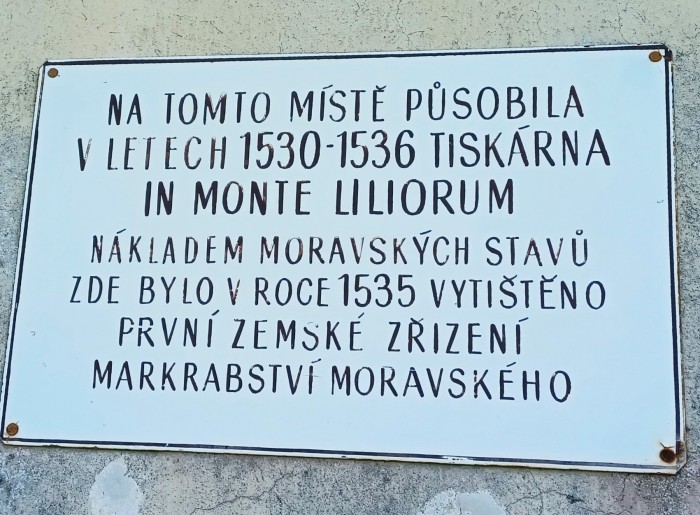 NA TOMTO MÍSTĚ PŮSOBILA
V LETECH 1530-1536 TISKÁRNA
IN MONTE LILIORUM
NÁKLADEM MORAVSKÝCH STAVŮ
ZDE BYLO V ROCE 1535 VYTIŠTĚNO
PRVNÍ ZEMSKÉ ZŘIZENÍ
MARKRABSTVÍ MORAVSKÉHO